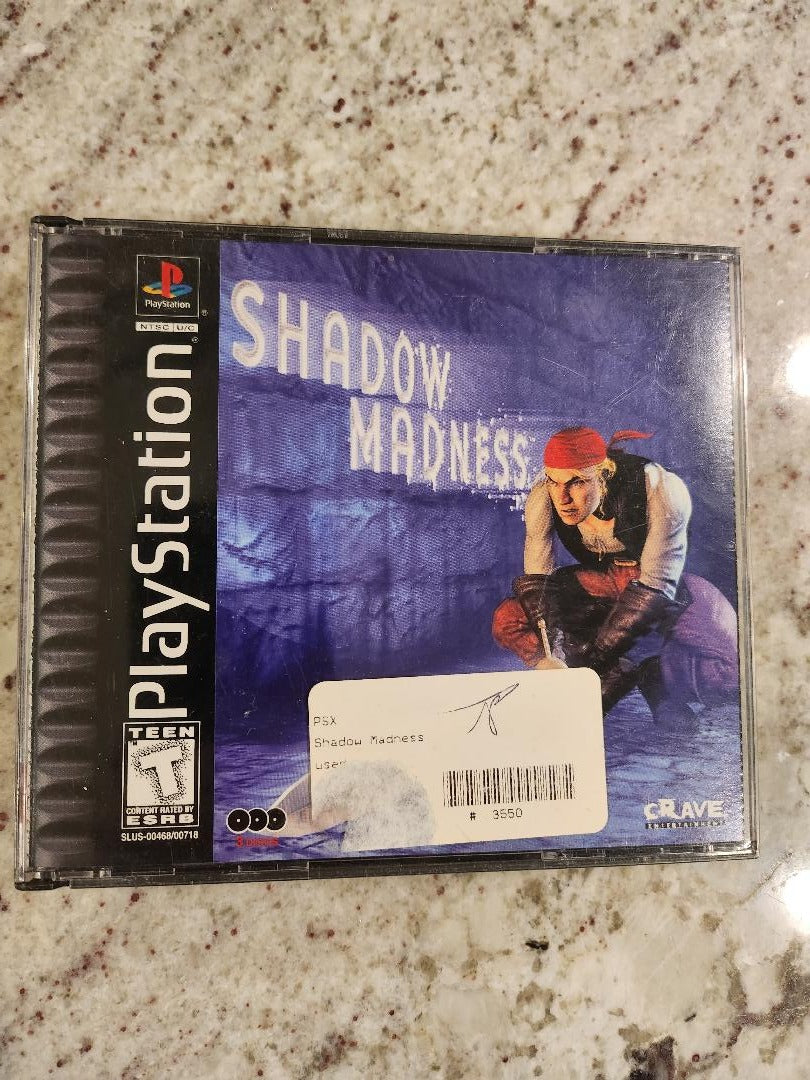 PlayStation
NTSC U/C
PlayStation
TEEN
T
CONTENT RATED BY
ESRB
SLUS-00468/00718
SHADOW
MADNESS
PSX
Shadow Madness
used
# 3550
CRAVE
ENTERTAINMENT